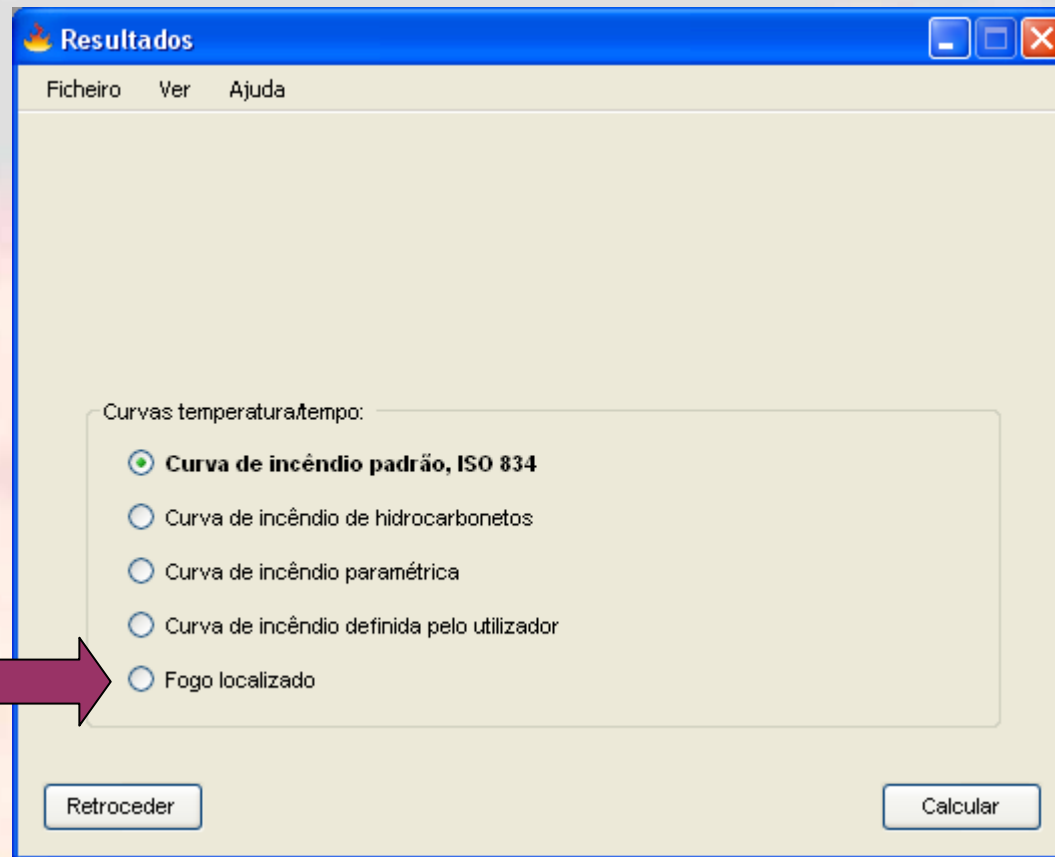 Resultados
Ficheiro Ver Ajuda
Curvas temperatura/tempo:
Curva de incêndio padrão, ISO 834
Curva de incêndio de hidrocarbonetos
Curva de incêndio paramétrica
Curva de incêndio definida pelo utilizador
Fogo localizado
Retroceder Calcular